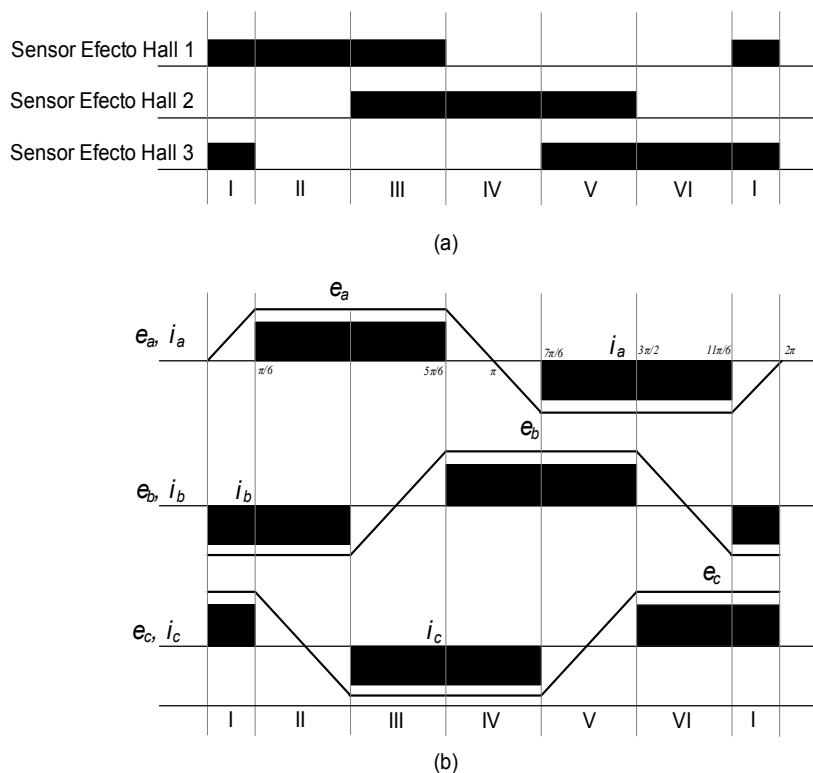 Sensor Efecto Hall 1
Sensor Efecto Hall 2
Sensor Efecto Hall 3
I II III IV V VI I
(a)
e_a
e_a, i_a
π/6 5π/6 π 7π/6 i_a 3π/2 11π/6 2π
e_b
e_b, i_b i_b
e_c
e_c, i_c i_c
I II III IV V VI I
(b)